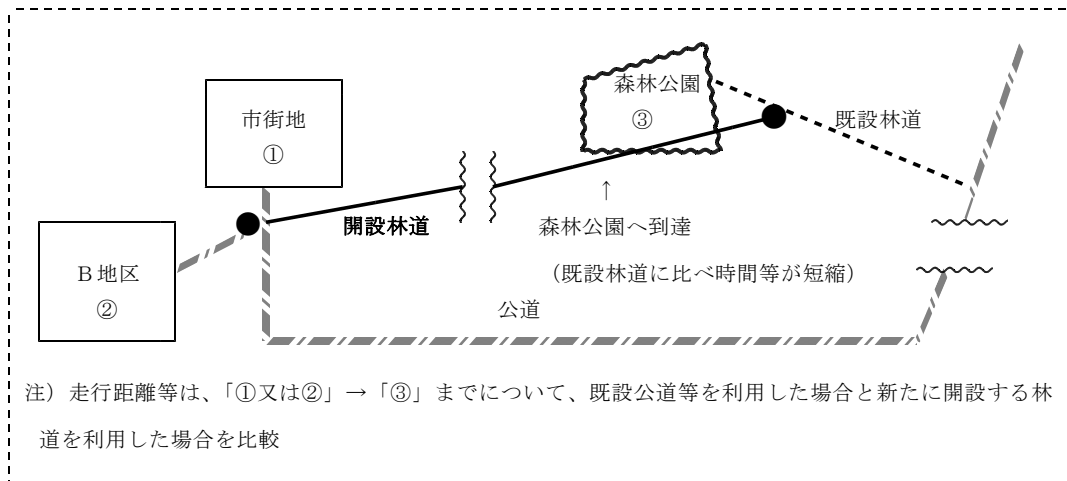 森林公園
③
市街地
①
既設林道
開設林道
↑
森林公園へ到達
(既設林道に比べ時間等が短縮)
B地区
②
公道
注）走行距離等は、「①又は②」→「③」までについて、既設公道等を利用した場合と新たに開設する林
道を利用した場合を比較